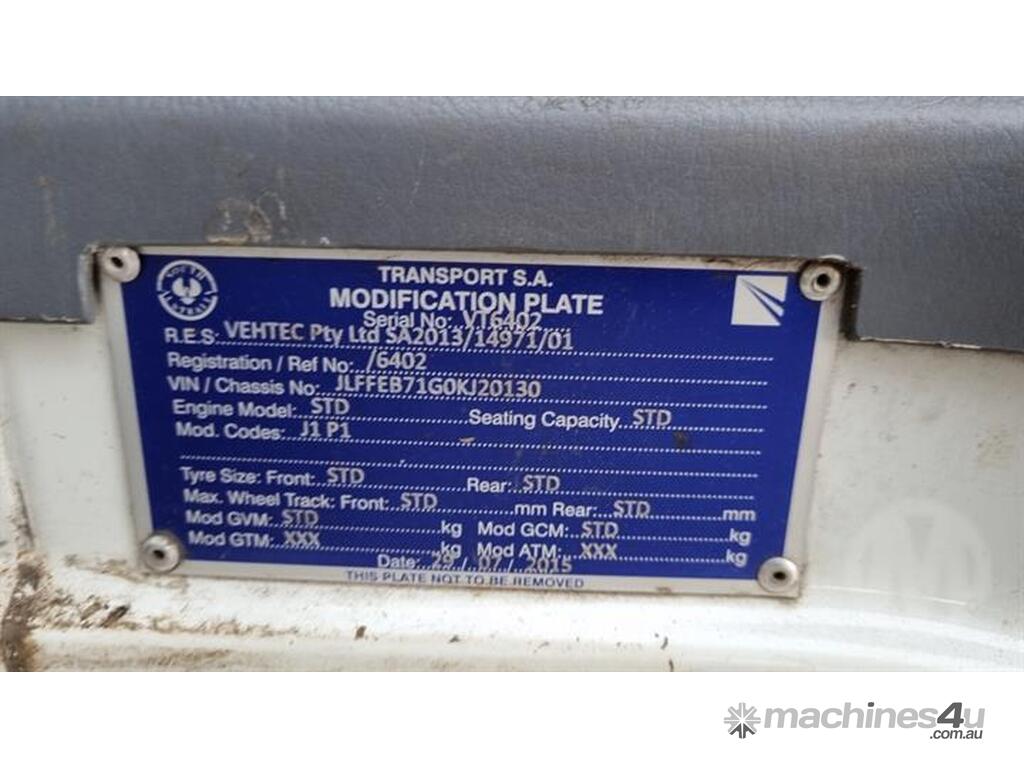 SOUTH
AUSTRALIA
TRANSPORT S.A.
MODIFICATION PLATE
Serial No: VT6402
R.E.S: VEHTEC Pty Ltd SA2013/14971/01
Registration / Ref No: /6402
VIN / Chassis No: JLFFEB71G0KJ20130
Engine Model: STD Seating Capacity STD
Mod. Codes: J1 P1
Tyre Size: Front: STD Rear: STD
Max. Wheel Track: Front: STD mm Rear: STD mm
Mod GVM: STD kg Mod GCM: STD kg
Mod GTM: XXX kg Mod ATM: XXX kg
Date: 29 / 07 / 2015
THIS PLATE NOT TO BE REMOVED
machines4u
.com.au